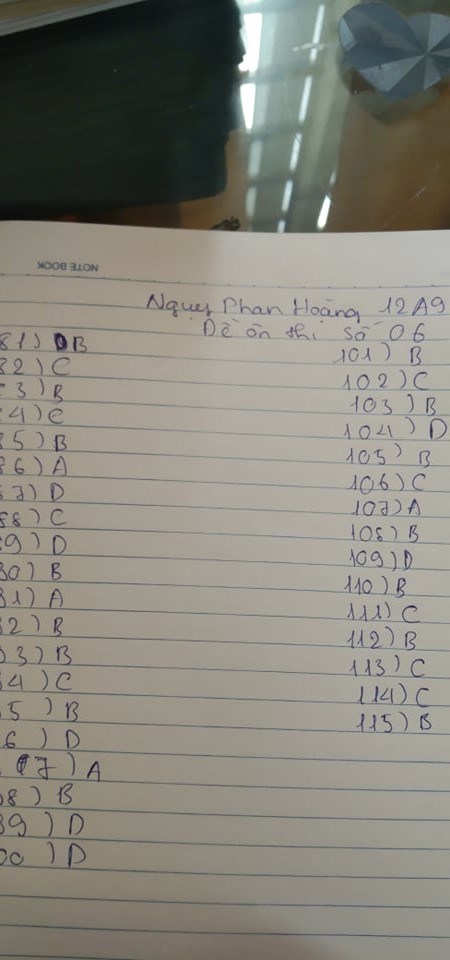 NOTE BOOK
Nguy Phan Hoàng 12A9
Đề ôn thi số 06
81) B
82) C
83) B
84) C
85) B
86) A
87) D
88) C
89) D
90) B
91) A
92) B
93) B
94) C
95) B
96) D
97) A
98) B
99) D
100) D
101) B
102) C
103) B
104) D
105) B
106) C
107) A
108) B
109) D
110) B
111) C
112) B
113) C
114) C
115) B